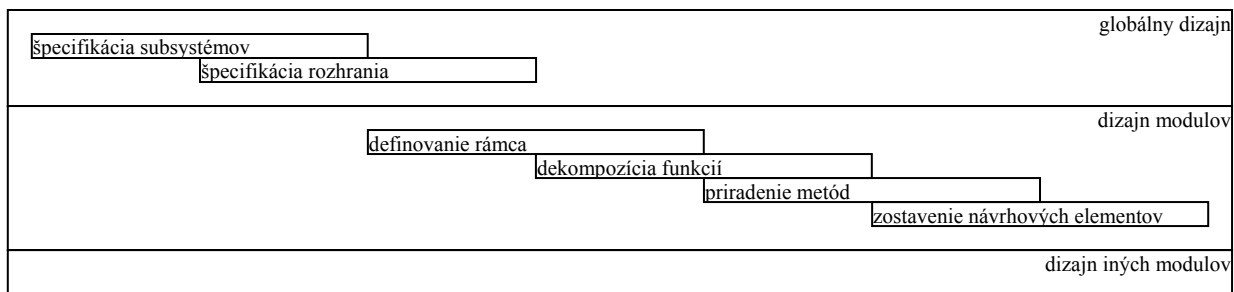 globálny dizajn
špecifikácia subsystémov
špecifikácia rozhrania
dizajn modulov
definovanie rámca
dekompozícia funkcií
priradenie metód
zostavenie návrhových elementov
dizajn iných modulov